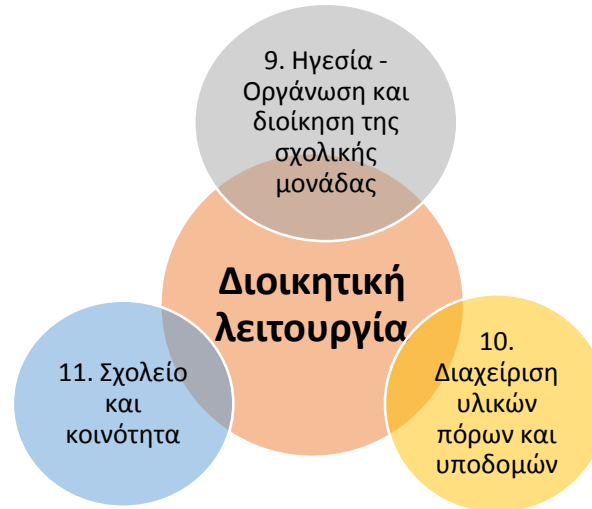 9. Ηγεσία -
Οργάνωση και
διοίκηση της
σχολικής
μονάδας
Διοικητική
λειτουργία
10.
Διαχείριση
υλικών
πόρων και
υποδομών
11. Σχολείο
και
κοινότητα